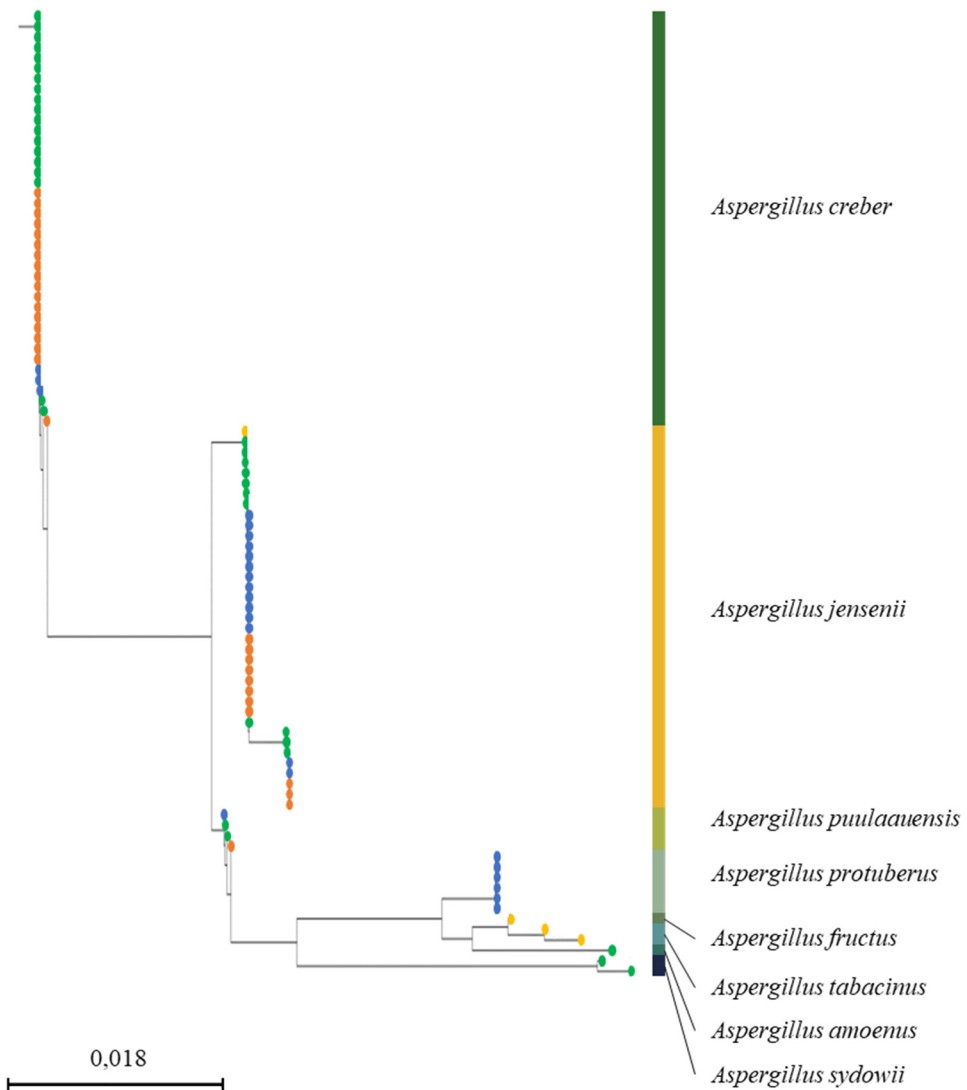 Aspergillus creber
Aspergillus jensenii
Aspergillus puulaauensis
Aspergillus protuberus
Aspergillus fructus
Aspergillus tabacinus
Aspergillus amoenus
0,018
Aspergillus sydowii